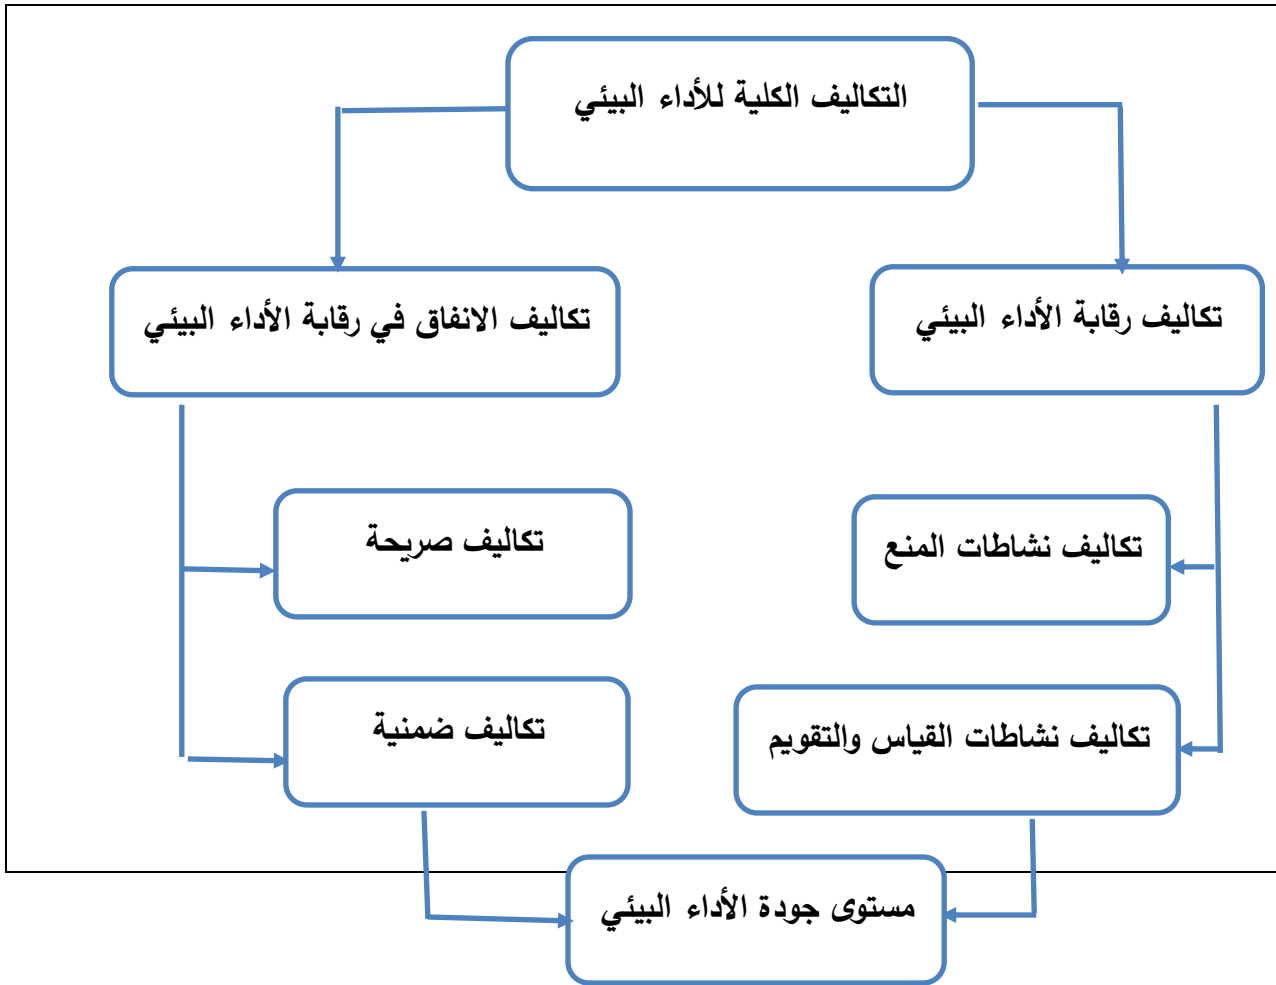 التكاليف الكلية للأداء البيئي
تكاليف رقابة الأداء البيئي
تكاليف الانفاق في رقابة الأداء البيئي
تكاليف نشاطات المنع
تكاليف صريحة
تكاليف نشاطات القياس والتقويم
تكاليف ضمنية
مستوى جودة الأداء البيئي